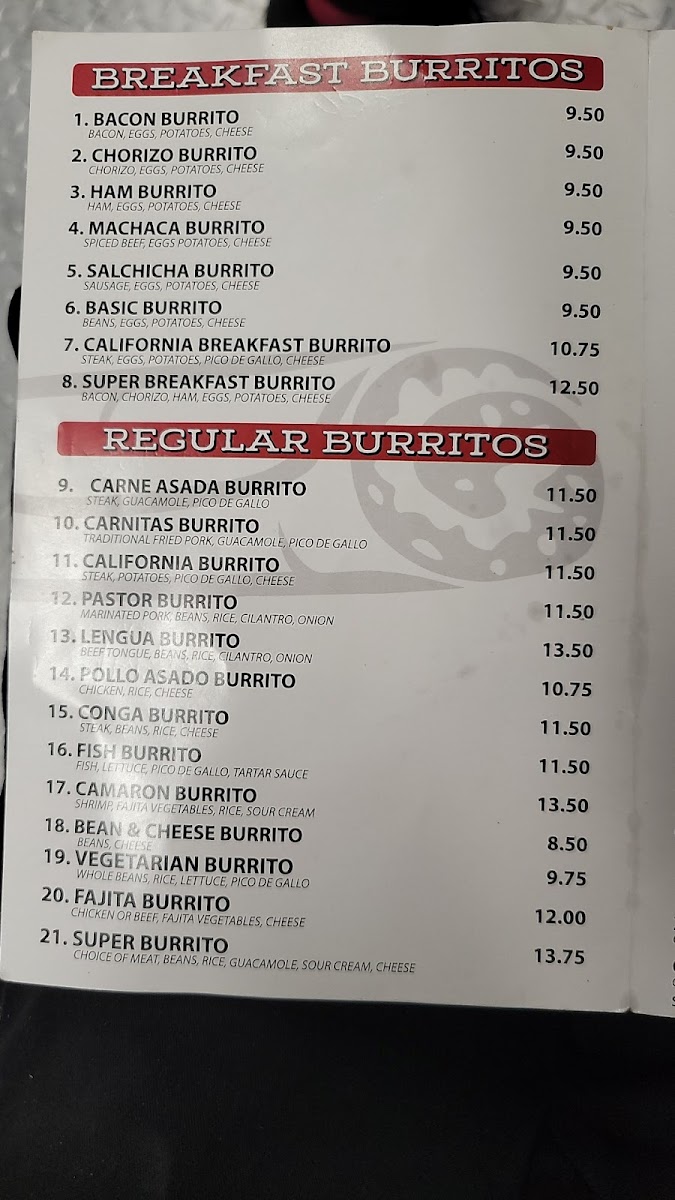 BREAKFAST BURRITOS
1. BACON BURRITO 9.50
BACON, EGGS, POTATOES, CHEESE
2. CHORIZO BURRITO 9.50
CHORIZO, EGGS, POTATOES, CHEESE
3. HAM BURRITO 9.50
HAM, EGGS, POTATOES, CHEESE
4. MACHACA BURRITO 9.50
SPICED BEEF, EGGS POTATOES, CHEESE
5. SALCHICHA BURRITO 9.50
SAUSAGE, EGGS, POTATOES, CHEESE
6. BASIC BURRITO 9.50
BEANS, EGGS, POTATOES, CHEESE
7. CALIFORNIA BREAKFAST BURRITO 10.75
STEAK, EGGS, POTATOES, PICO DE GALLO, CHEESE
8. SUPER BREAKFAST BURRITO 12.50
BACON, CHORIZO, HAM, EGGS, POTATOES, CHEESE
REGULAR BURRITOS
9. CARNE ASADA BURRITO 11.50
STEAK, GUACAMOLE, PICO DE GALLO
10. CARNITAS BURRITO 11.50
TRADITIONAL FRIED PORK, GUACAMOLE, PICO DE GALLO
11. CALIFORNIA BURRITO 11.50
STEAK, POTATOES, PICO DE GALLO, CHEESE
12. PASTOR BURRITO 11.50
MARINATED PORK, BEANS, RICE, CILANTRO, ONION
13. LENGUA BURRITO 13.50
BEEF TONGUE, BEANS, RICE, CILANTRO, ONION
14. POLLO ASADO BURRITO 10.75
CHICKEN, RICE, CHEESE
15. CONGA BURRITO 11.50
STEAK, BEANS, RICE, CHEESE
16. FISH BURRITO 11.50
FISH, LETTUCE, PICO DE GALLO, TARTAR SAUCE
17. CAMARON BURRITO 13.50
SHRIMP, FAJITA VEGETABLES, RICE, SOUR CREAM
18. BEAN & CHEESE BURRITO 8.50
BEANS, CHEESE
19. VEGETARIAN BURRITO 9.75
WHOLE BEANS, RICE, LETTUCE, PICO DE GALLO
20. FAJITA BURRITO 12.00
CHICKEN OR BEEF, FAJITA VEGETABLES, CHEESE
21. SUPER BURRITO 13.75
CHOICE OF MEAT, BEANS, RICE, GUACAMOLE, SOUR CREAM, CHEESE